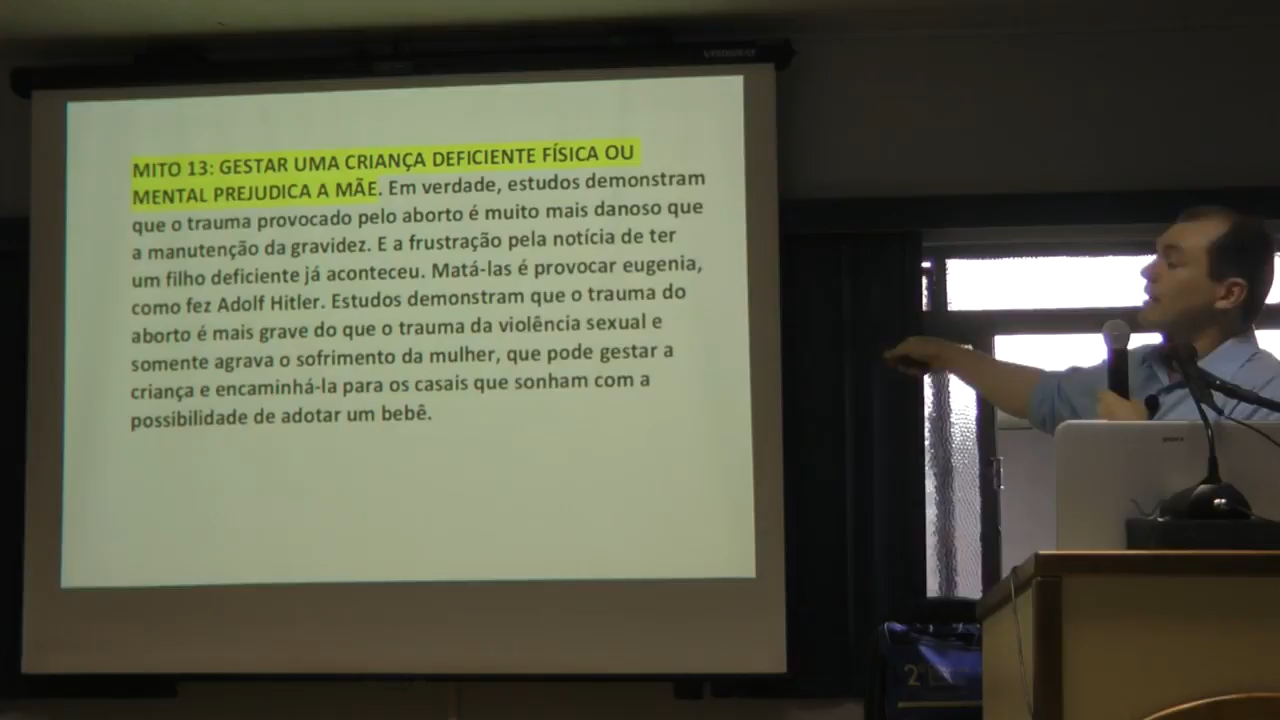 MITO 13: GESTAR UMA CRIANÇA DEFICIENTE FÍSICA OU
MENTAL PREJUDICA A MÃE. Em verdade, estudos demonstram
que o trauma provocado pelo aborto é muito mais danoso que
a manutenção da gravidez. E a frustração pela notícia de ter
um filho deficiente já aconteceu. Matá-las é provocar eugenia,
como fez Adolf Hitler. Estudos demonstram que o trauma do
aborto é mais grave do que o trauma da violência sexual e
somente agrava o sofrimento da mulher, que pode gestar a
criança e encaminhá-la para os casais que sonham com a
possibilidade de adotar um bebê.
SONY
2